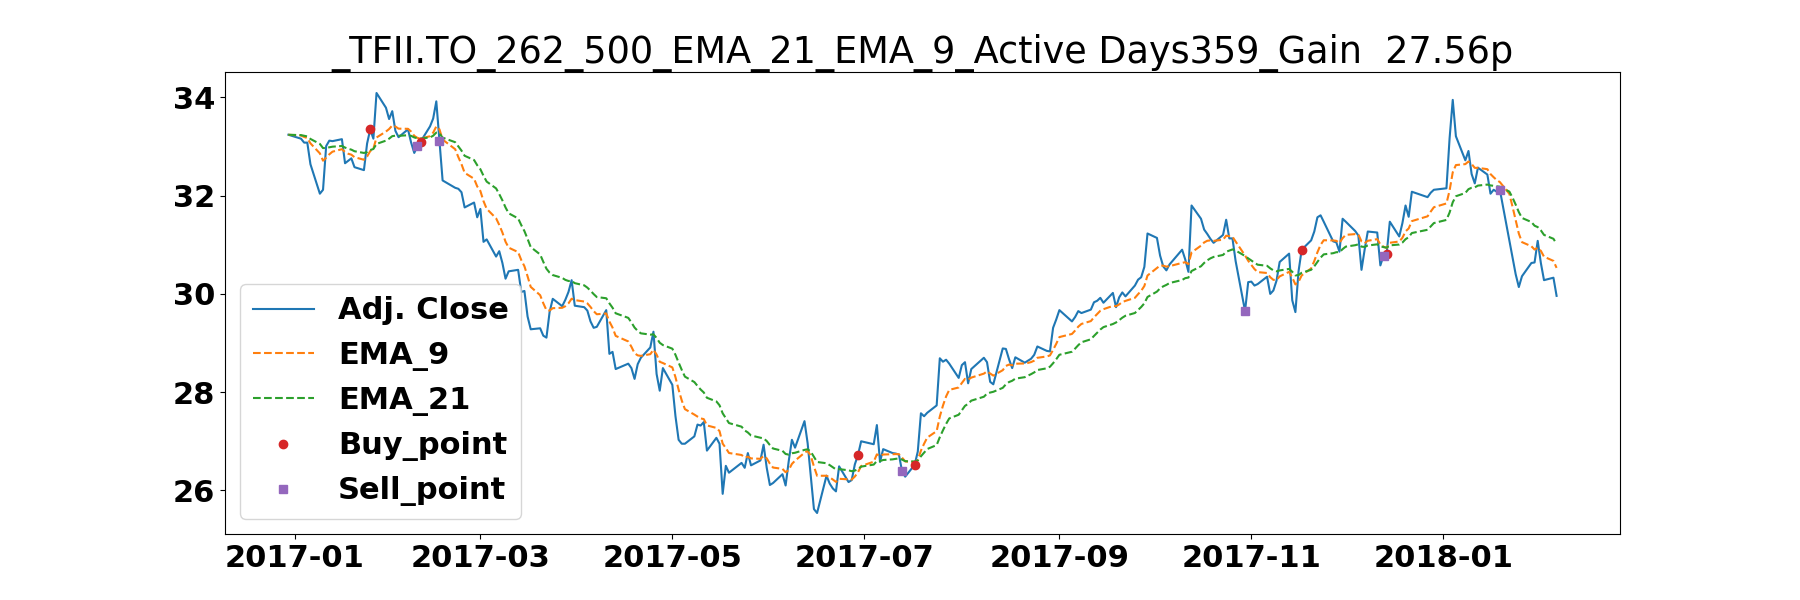 _TFII.TO_262_500_EMA_21_EMA_9_Active Days359_Gain  27.56p
34
32
30
28
26
Adj. Close
EMA_9
EMA_21
Buy_point
Sell_point
2017-01 2017-03 2017-05 2017-07 2017-09 2017-11 2018-01